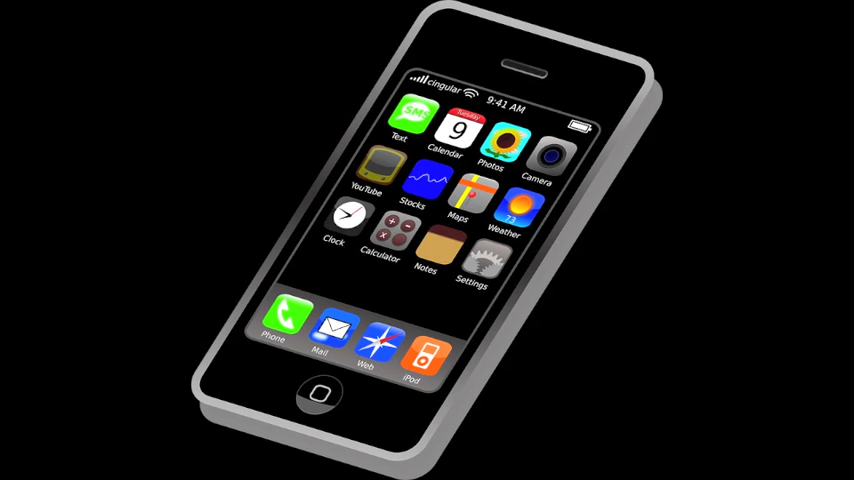 cingular 9:41 AM
SMS Tuesday
9
Text Calendar Photos Camera
73
YouTube Stocks Maps Weather
+ −
x
Clock Calculator Notes Settings
Phone Mail Web iPod